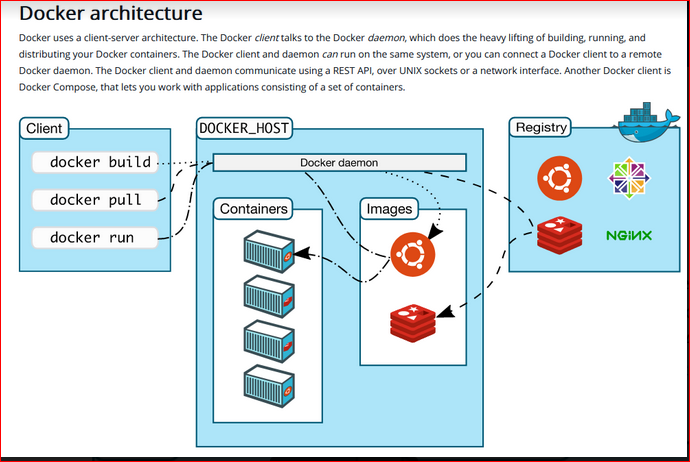 Docker architecture
Docker uses a client-server architecture. The Docker client talks to the Docker daemon, which does the heavy lifting of building, running, and
distributing your Docker containers. The Docker client and daemon can run on the same system, or you can connect a Docker client to a remote
Docker daemon. The Docker client and daemon communicate using a REST API, over UNIX sockets or a network interface. Another Docker client is
Docker Compose, that lets you work with applications consisting of a set of containers.
Client
docker build
docker pull
docker run
DOCKER_HOST
Docker daemon
Containers
Images
Registry
NGINX